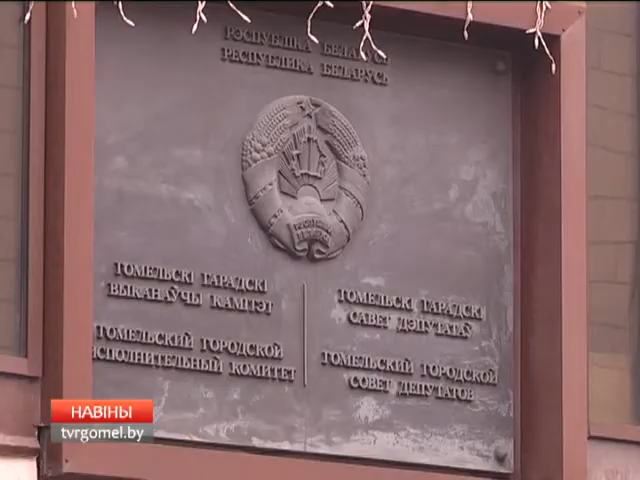 РЭСПУБЛІКА БЕЛАРУСЬ
РЕСПУБЛИКА БЕЛАРУСЬ
ГОМЕЛЬСКІ ГАРАДСКІ
ВЫКАНАЎЧЫ КАМІТЭТ
ГОМЕЛЬСКИЙ ГОРОДСКОЙ
ИСПОЛНИТЕЛЬНЫЙ КОМИТЕТ
ГОМЕЛЬСКІ ГАРАДСКІ
САВЕТ ДЭПУТАТАЎ
ГОМЕЛЬСКИЙ ГОРОДСКОЙ
СОВЕТ ДЕПУТАТОВ
НАВІНЫ
tvrgomel.by